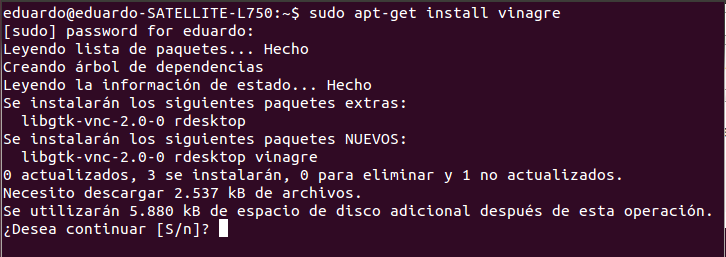 eduardo@eduardo-SATELLITE-L750:~$ sudo apt-get install vinagre
[sudo] password for eduardo:
Leyendo lista de paquetes... Hecho
Creando árbol de dependencias
Leyendo la información de estado... Hecho
Se instalarán los siguientes paquetes extras:
  libgtk-vnc-2.0-0 rdesktop
Se instalarán los siguientes paquetes NUEVOS:
  libgtk-vnc-2.0-0 rdesktop vinagre
0 actualizados, 3 se instalarán, 0 para eliminar y 1 no actualizados.
Necesito descargar 2.537 kB de archivos.
Se utilizarán 5.880 kB de espacio de disco adicional después de esta operación.
¿Desea continuar [S/n]?